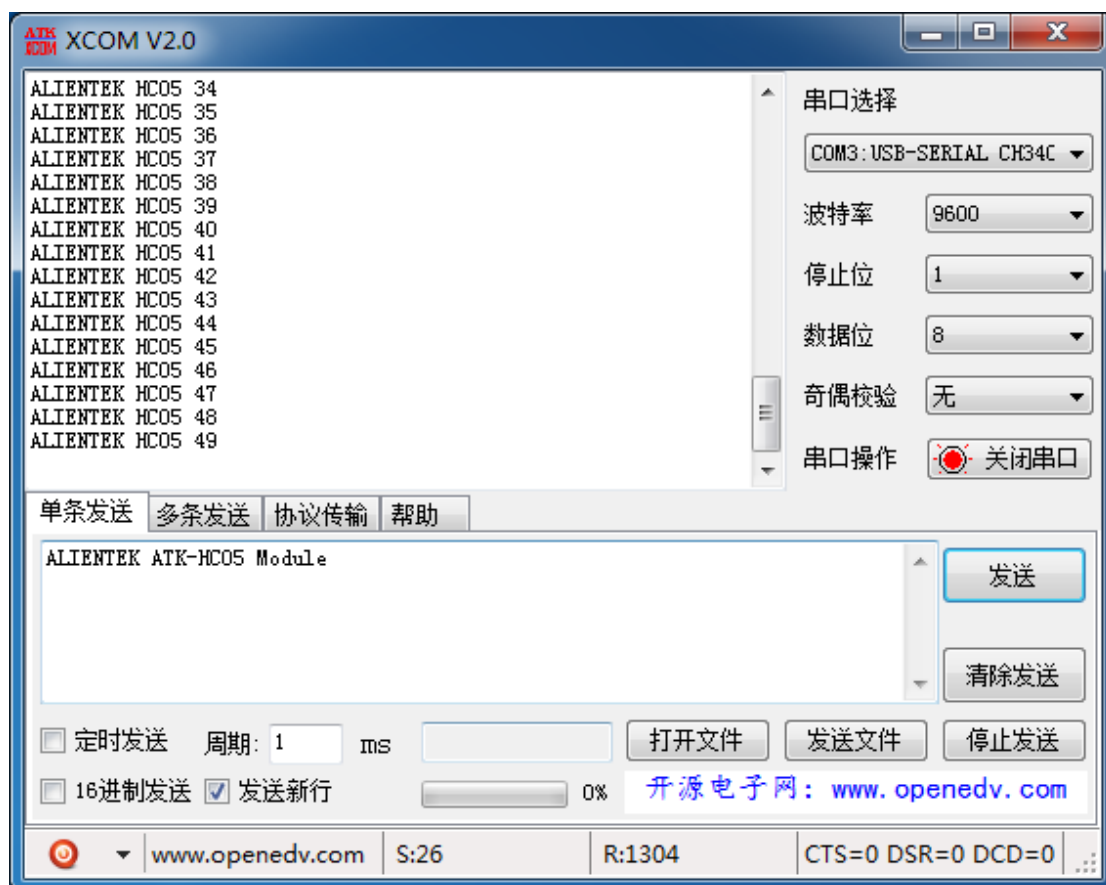 ATK XCOM XCOM V2.0
ALIENTEK HC05 34
ALIENTEK HC05 35
ALIENTEK HC05 36
ALIENTEK HC05 37
ALIENTEK HC05 38
ALIENTEK HC05 39
ALIENTEK HC05 40
ALIENTEK HC05 41
ALIENTEK HC05 42
ALIENTEK HC05 43
ALIENTEK HC05 44
ALIENTEK HC05 45
ALIENTEK HC05 46
ALIENTEK HC05 47
ALIENTEK HC05 48
ALIENTEK HC05 49
串口选择
COM3:USB-SERIAL CH34
波特率 9600
停止位 1
数据位 8
奇偶校验 无
串口操作 关闭串口
单条发送 多条发送 协议传输 帮助
ALIENTEK ATK-HC05 Module
发送
清除发送
定时发送 周期: 1 ms 打开文件 发送文件 停止发送
16进制发送 发送新行 0% 开源电子网: www.openedv.com
www.openedv.com S:26 R:1304 CTS=0 DSR=0 DCD=0